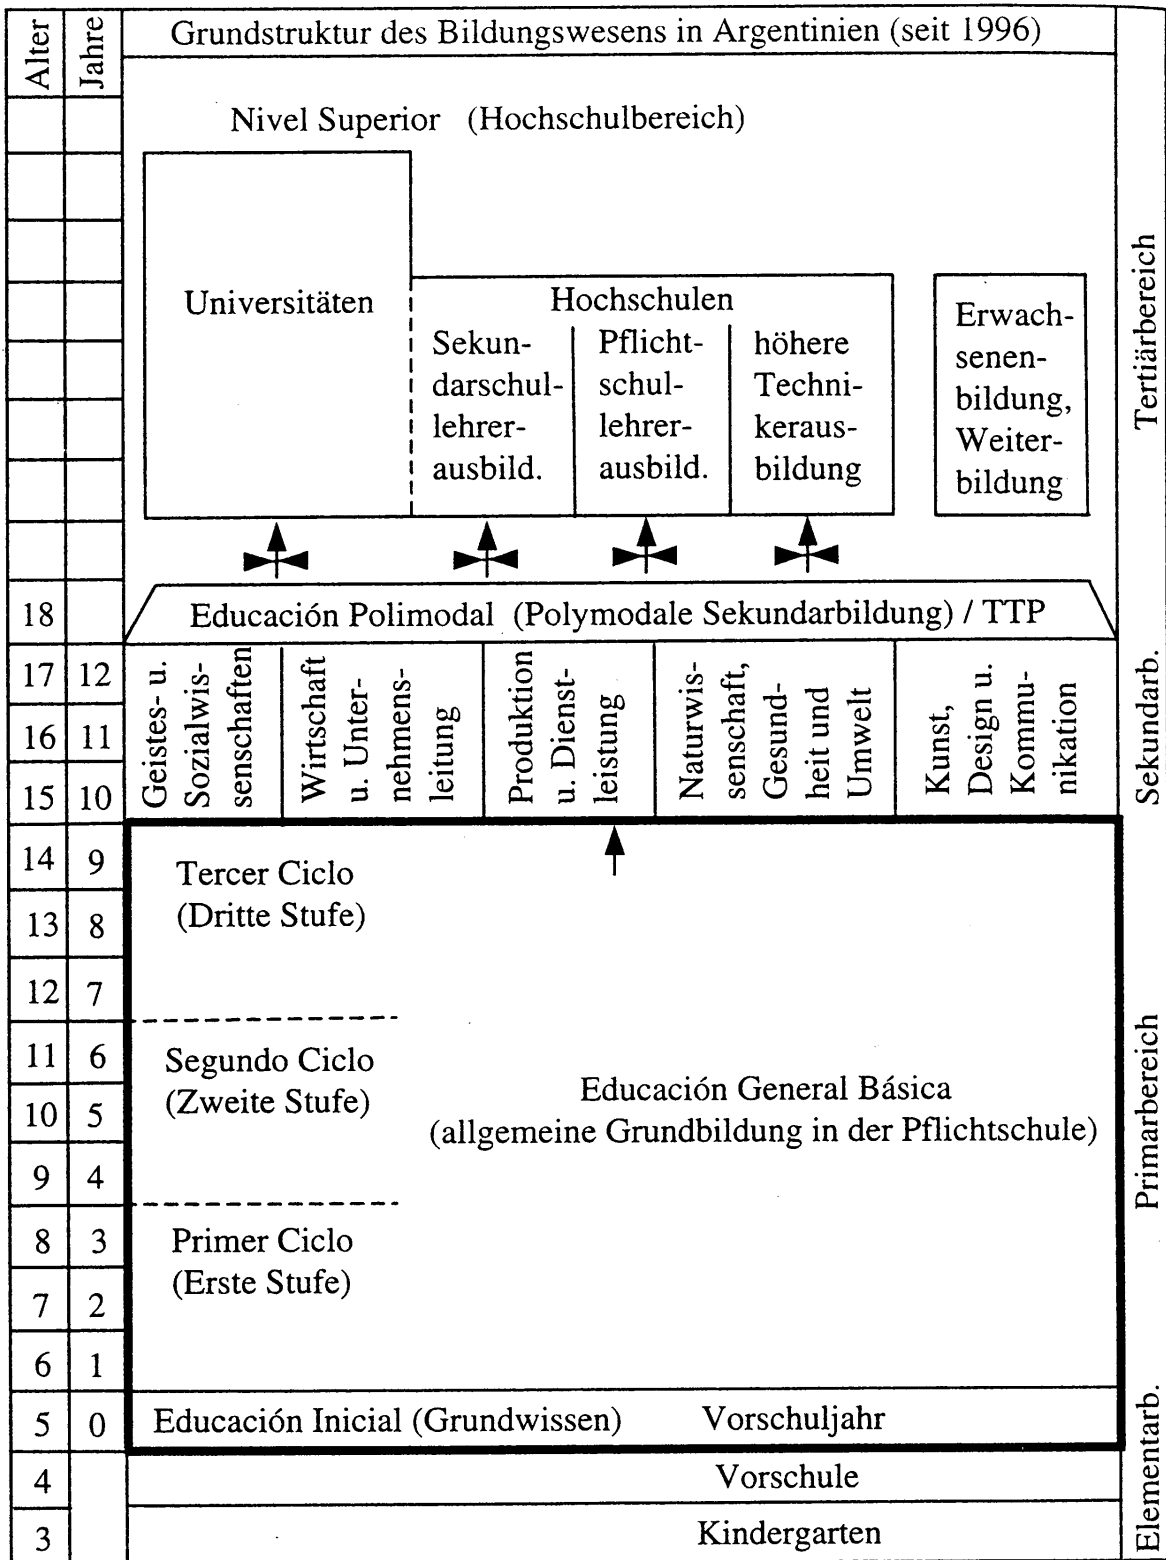 Alter
Jahre
Grundstruktur des Bildungswesens in Argentinien (seit 1996)
Nivel Superior (Hochschulbereich)
Universitäten
Hochschulen
Sekun-
darschul-
lehrer-
ausbild.
Pflicht-
schul-
lehrer-
ausbild.
höhere
Techni-
keraus-
bildung
Erwach-
senen-
bildung,
Weiter-
bildung
Tertiärbereich
18
Educación Polimodal (Polymodale Sekundarbildung) / TTP
17 12
16 11
15 10
Geistes- u.
Sozialwis-
senschaften
Wirtschaft
u. Unter-
nehmens-
leitung
Produktion
u. Dienst-
leistung
Naturwis-
senschaft,
Gesund-
heit und
Umwelt
Kunst,
Design u.
Kommu-
nikation
Sekundarb.
14 9
13 8
12 7
Tercer Ciclo
(Dritte Stufe)
11 6
10 5
9 4
Segundo Ciclo
(Zweite Stufe)
Educación General Básica
(allgemeine Grundbildung in der Pflichtschule)
Primarbereich
8 3
7 2
6 1
Primer Ciclo
(Erste Stufe)
5 0
Educación Inicial (Grundwissen) Vorschuljahr
4
Vorschule
3
Kindergarten
Elementarb.